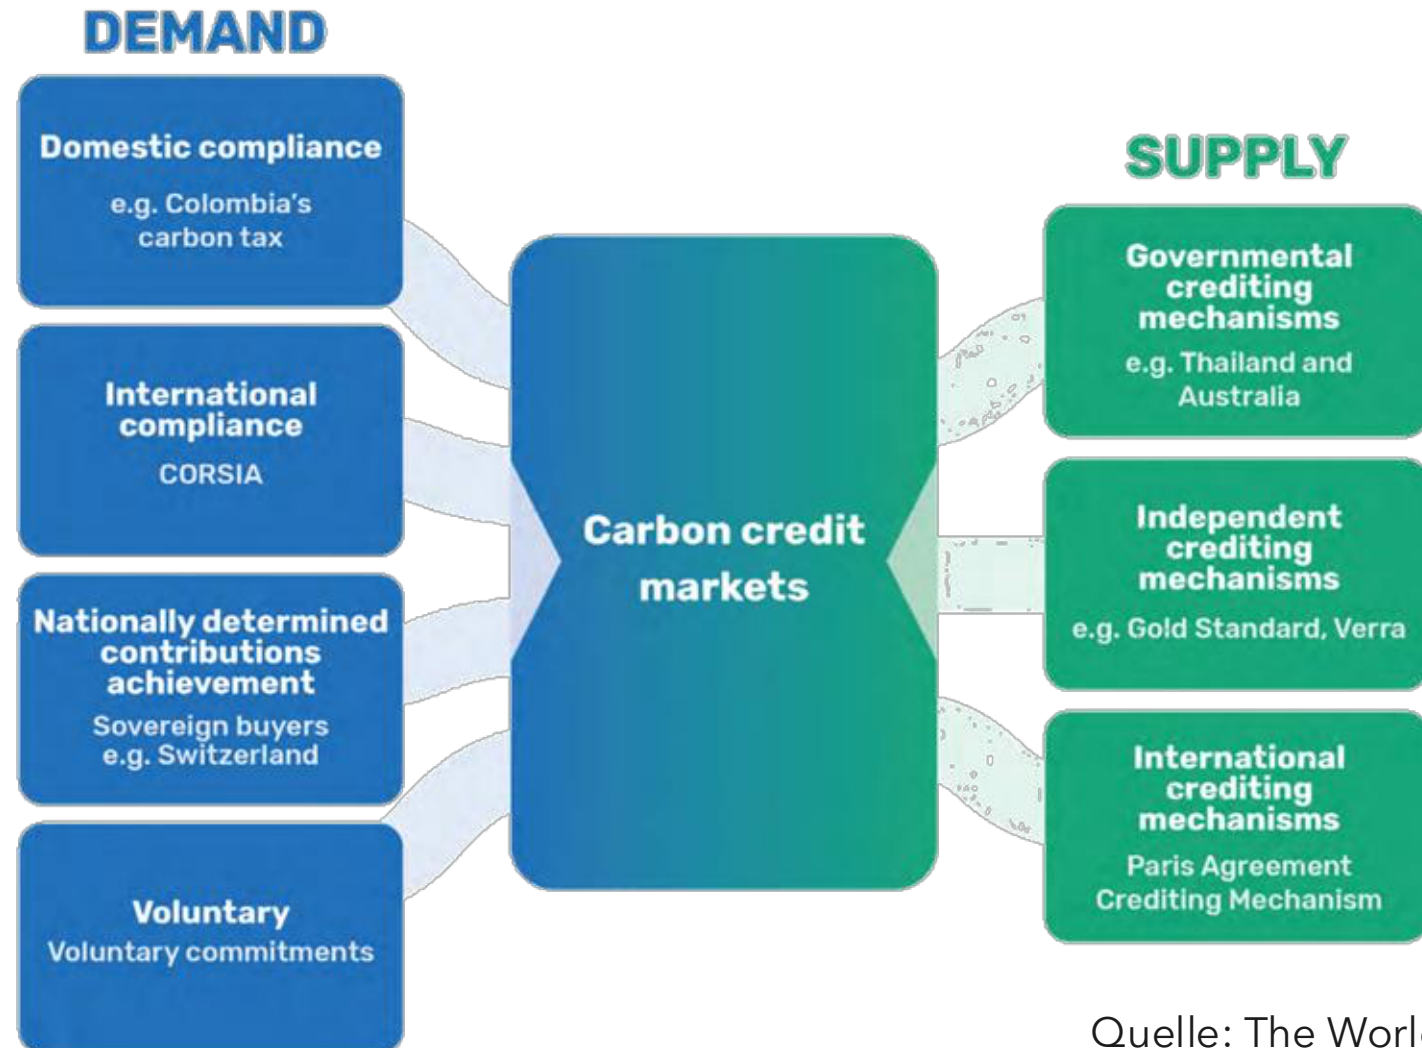 DEMAND
Domestic compliance
e.g. Colombia's
carbon tax
International
compliance
CORSIA
Nationally determined
contributions
achievement
Sovereign buyers
e.g. Switzerland
Voluntary
Voluntary commitments
Carbon credit
markets
SUPPLY
Governmental
crediting
mechanisms
e.g. Thailand and
Australia
Independent
crediting
mechanisms
e.g. Gold Standard, Verra
International
crediting
mechanisms
Paris Agreement
Crediting Mechanism
Quelle: The World